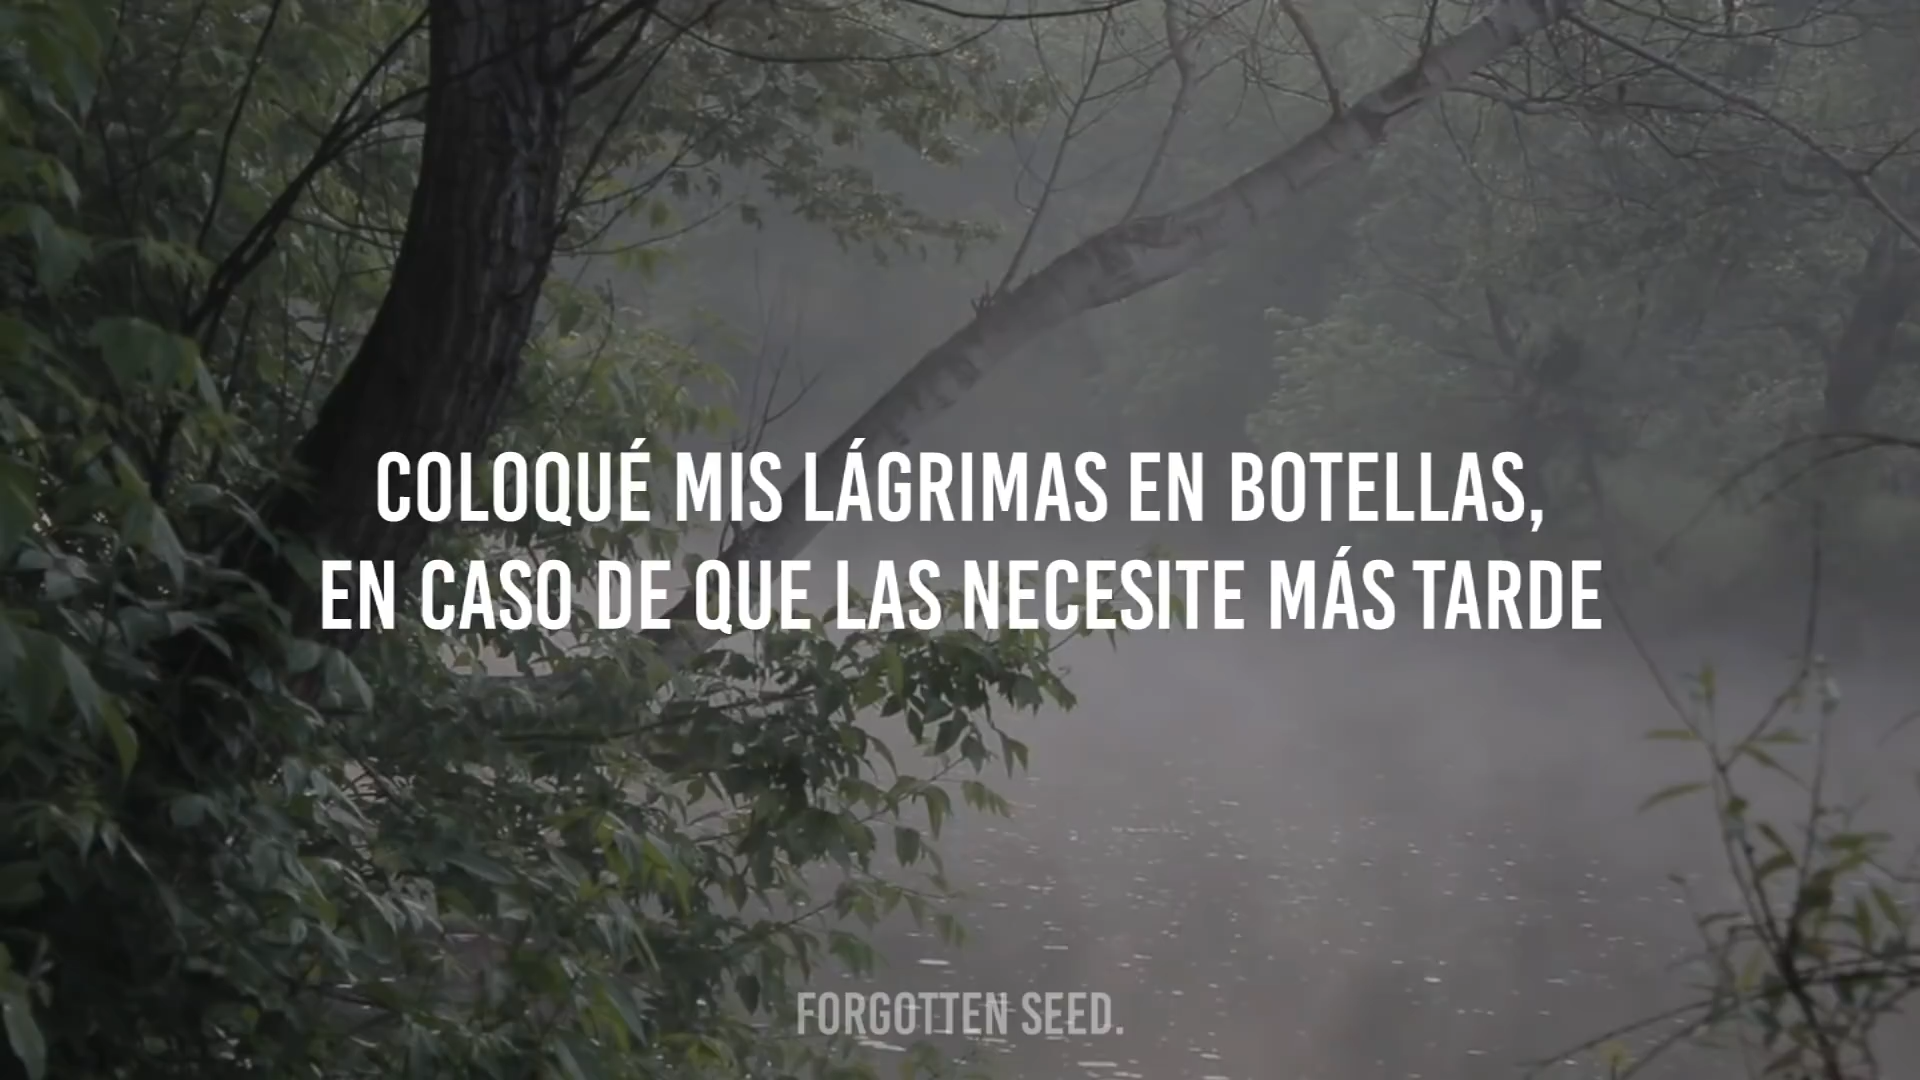 COLOQUÉ MIS LÁGRIMAS EN BOTELLAS,
EN CASO DE QUE LAS NECESITE MÁS TARDE
FORGOTTEN SEED.